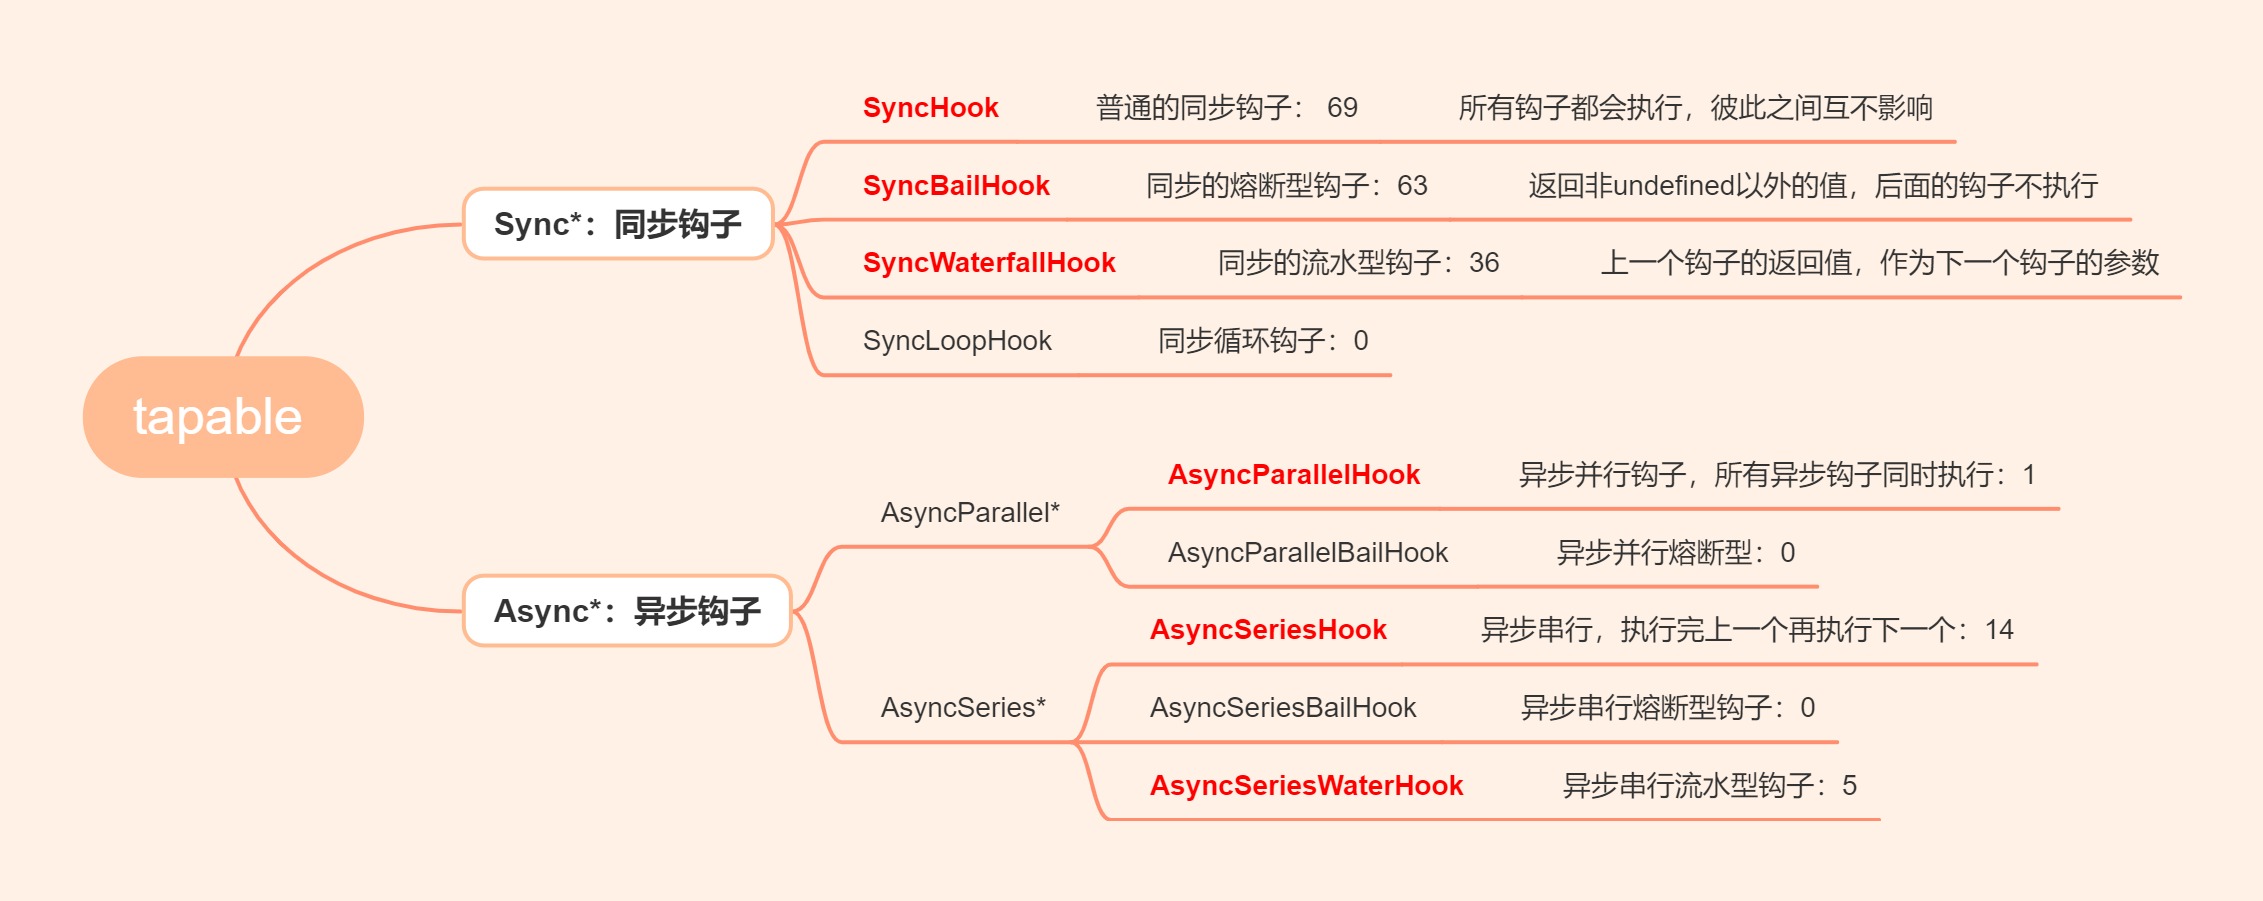 tapable
Sync*：同步钩子
SyncHook 普通的同步钩子： 69 所有钩子都会执行，彼此之间互不影响
SyncBailHook 同步的熔断型钩子：63 返回非undefined以外的值，后面的钩子不执行
SyncWaterfallHook 同步的流水型钩子：36 上一个钩子的返回值，作为下一个钩子的参数
SyncLoopHook 同步循环钩子：0
Async*：异步钩子
AsyncParallel*
AsyncParallelHook 异步并行钩子，所有异步钩子同时执行：1
AsyncParallelBailHook 异步并行熔断型：0
AsyncSeries*
AsyncSeriesHook 异步串行，执行完上一个再执行下一个：14
AsyncSeriesBailHook 异步串行熔断型钩子：0
AsyncSeriesWaterHook 异步串行流水型钩子：5